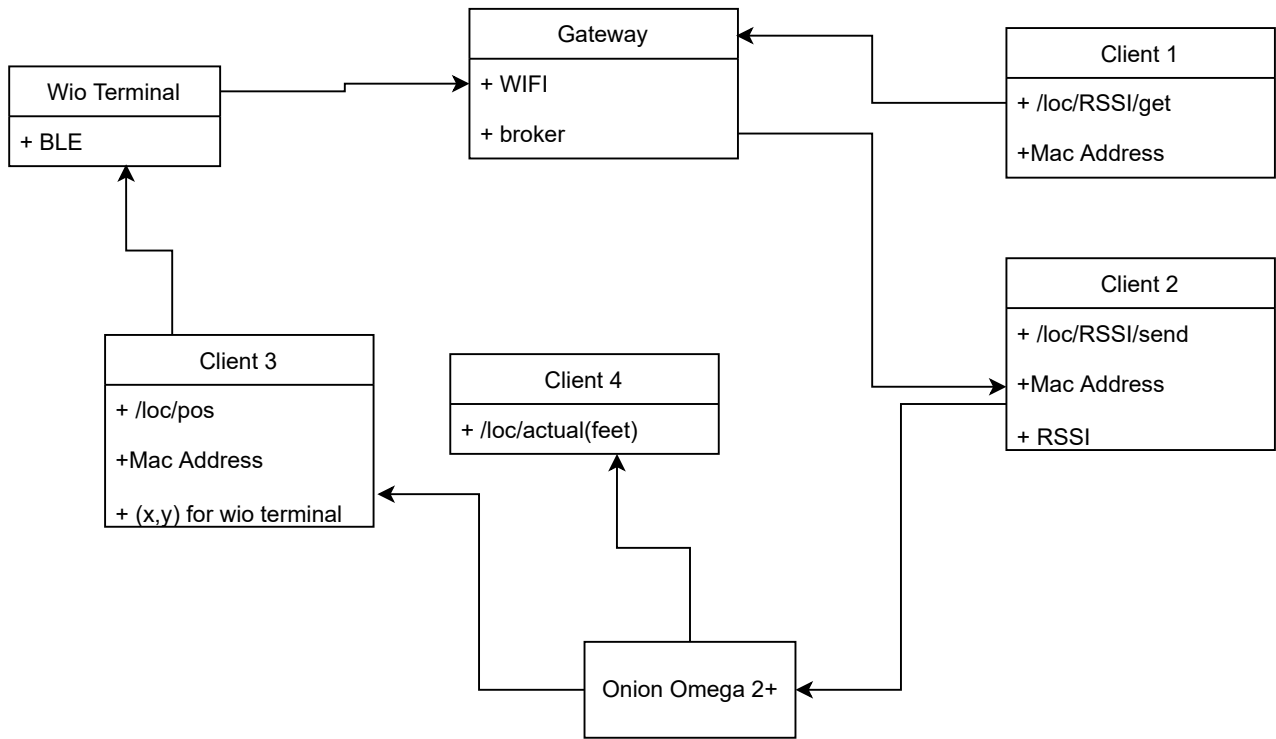 Gateway
+ WIFI
+ broker
Client 1
+ /loc/RSSI/get
+Mac Address
Wio Terminal
+ BLE
Client 2
+ /loc/RSSI/send
+Mac Address
+ RSSI
Client 3
+ /loc/pos
+Mac Address
+ (x,y) for wio terminal
Client 4
+ /loc/actual(feet)
Onion Omega 2+